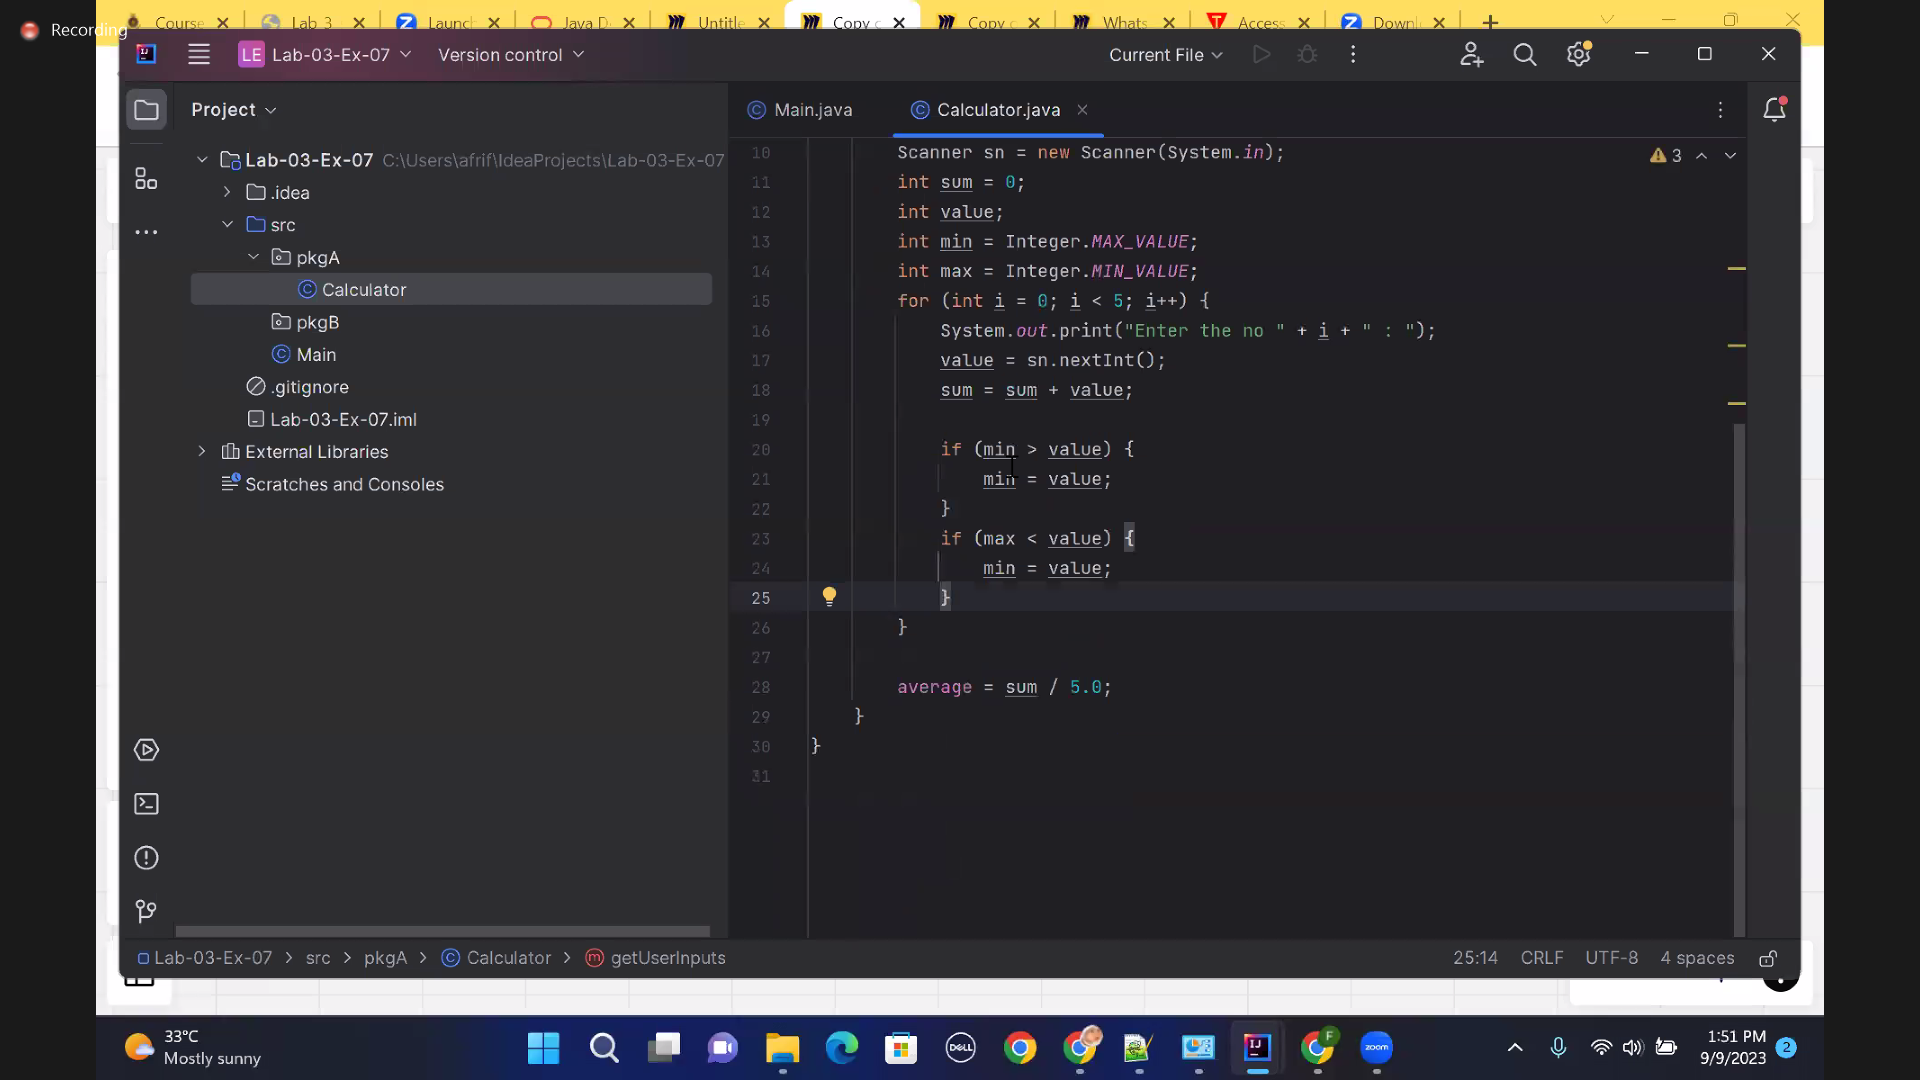 Recording
Course
Lab 3
Launc
Java D
Untitle
Copy c
Copy c
Whats
Access
Downl
LE Lab-03-Ex-07
Version control
Current File
Project
Main.java
Calculator.java
Lab-03-Ex-07 C:\Users\afrif\IdeaProjects\Lab-03-Ex-07
.idea
src
pkgA
Calculator
pkgB
Main
.gitignore
Lab-03-Ex-07.iml
External Libraries
Scratches and Consoles
3
10 Scanner sn = new Scanner(System.in);
11 int sum = 0;
12 int value;
13 int min = Integer.MAX_VALUE;
14 int max = Integer.MIN_VALUE;
15 for (int i = 0; i < 5; i++) {
16 System.out.print("Enter the no " + i + " : ");
17 value = sn.nextInt();
18 sum = sum + value;
19
20 if (min > value) {
21 min = value;
22 }
23 if (max < value) {
24 min = value;
25 }
26 }
27
28 average = sum / 5.0;
29 }
30 }
31
Lab-03-Ex-07 > src > pkgA > Calculator > getUserInputs
25:14 CRLF UTF-8 4 spaces
33°C
Mostly sunny
DELL
zoom
F
1:51 PM
9/9/2023
2